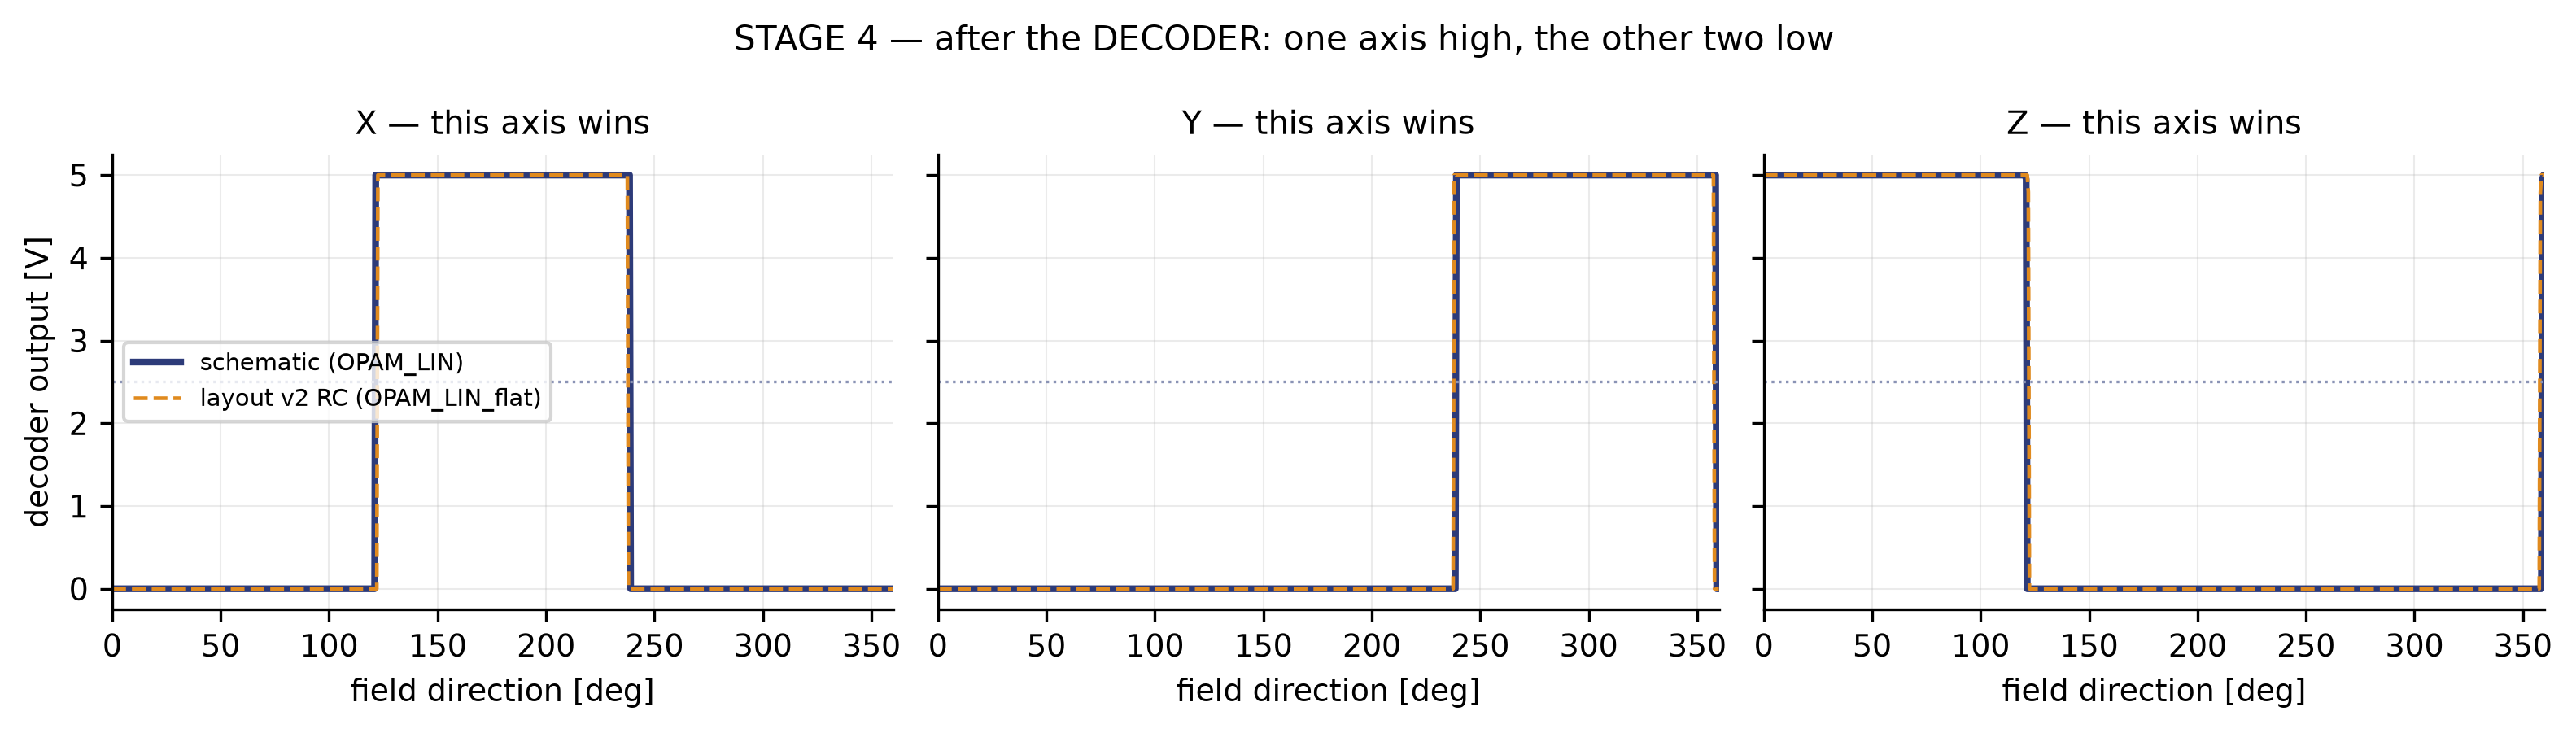 STAGE 4 — after the DECODER: one axis high, the other two low
X — this axis wins
Y — this axis wins
Z — this axis wins
decoder output [V]
5
4
3
2
1
0
schematic (OPAM_LIN)
layout v2 RC (OPAM_LIN_flat)
0 50 100 150 200 250 300 350
0 50 100 150 200 250 300 350
0 50 100 150 200 250 300 350
field direction [deg]
field direction [deg]
field direction [deg]